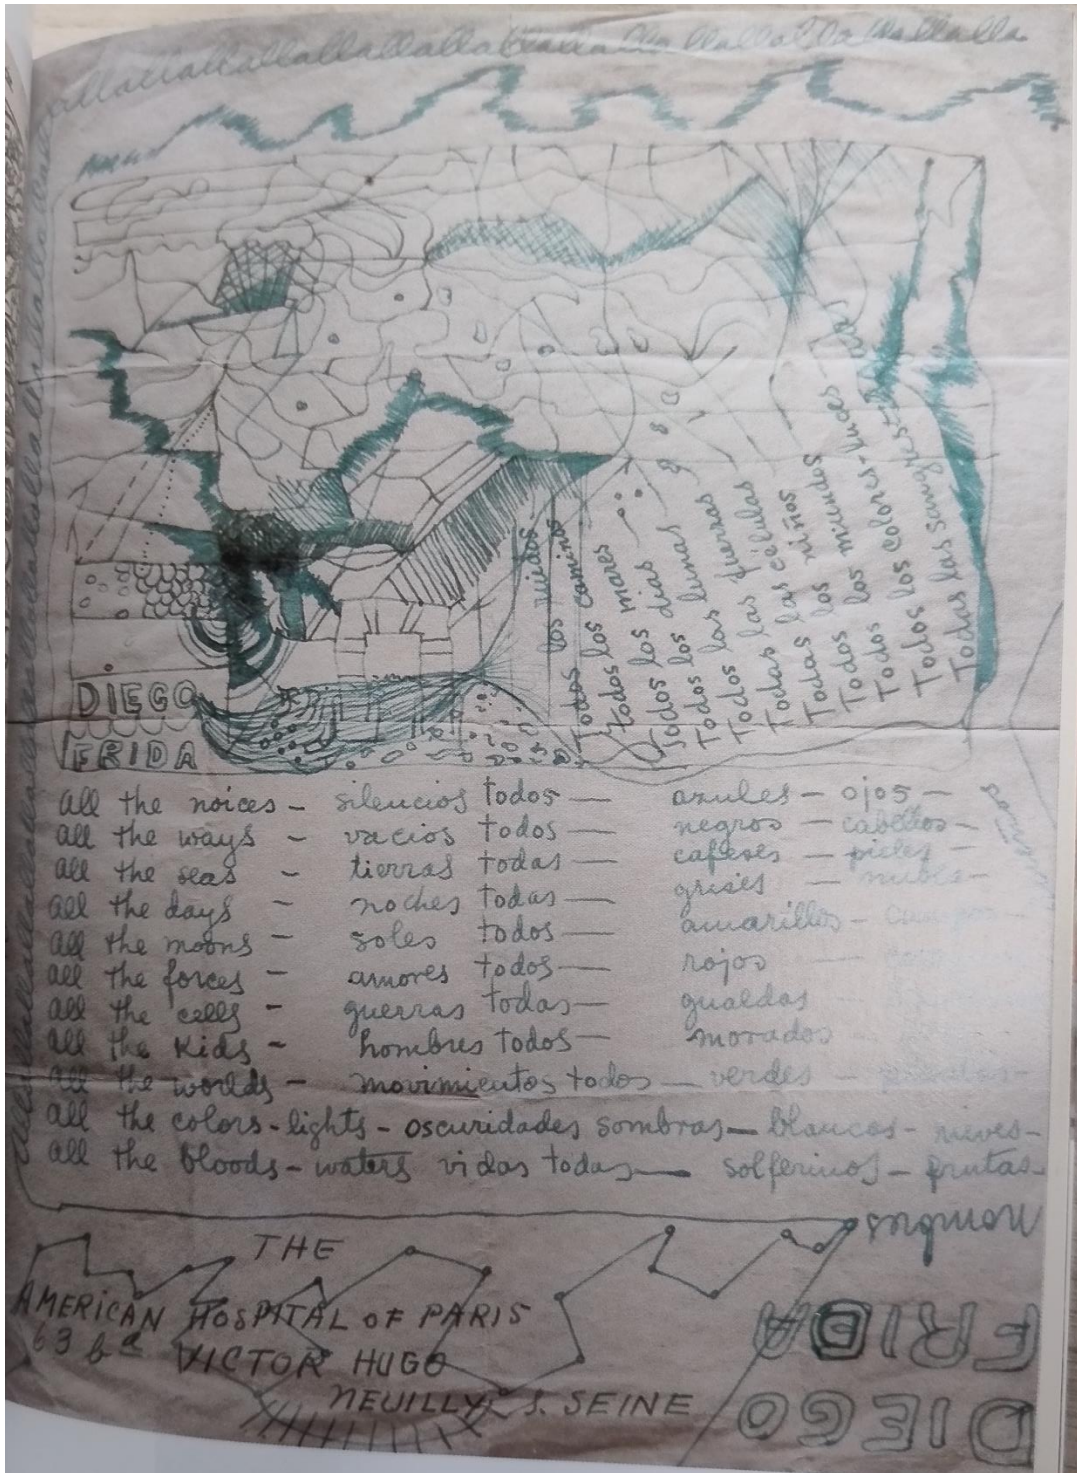 allallallallallallallallallallallallallallalla
Todos los ruidos
Todos los caminos
Todos los mares
Todos los dias
Todos los lunas
Todos las fuerzas
Todas las células
Todas los niños
Todos los mundos
Todos los colores-luces
Todas las sangres
DIEGO
FRIDA
all the noices - silencios todos — azules - ojos -
all the ways - vacios todos negros - cabellos -
all the seas - tierras todas cafeses - pieles -
all the days noches todas grises — nubes -
all the moons - soles todos amarillos -
all the forces - amores todos — rojos —
all the cells - guerras todas — gualdas
all the Kids - hombres todos — morados
all the worlds - movimientos todos — verdes -
all the colors-lights - oscuridades sombras — blancos - nieves -
all the bloods - waters vidas todas — solferinos - frutas -
THE
AMERICAN HOSPITAL OF PARIS
63
VICTOR HUGO
NEUILLY S. SEINE
DIEGO
FRIDA